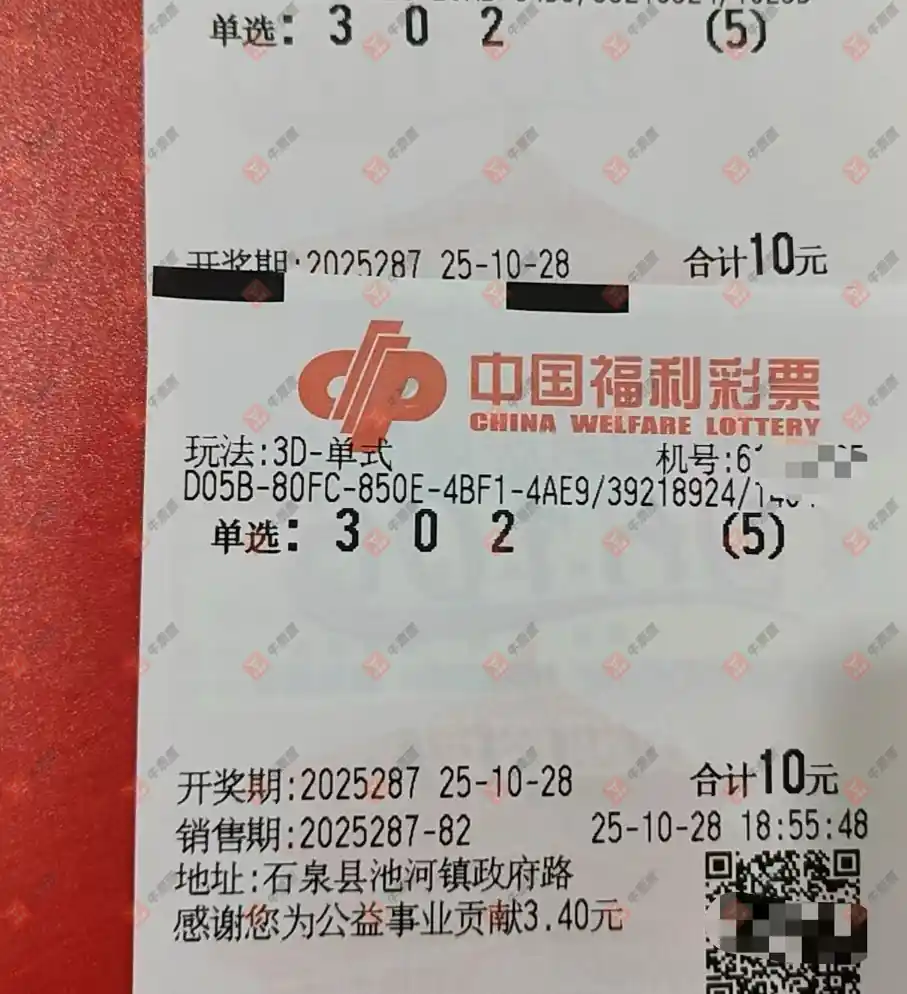 单选: 3 0 2 (5)
开奖期:2025287 25-10-28 合计10元
中国福利彩票
CHINA WELFARE LOTTERY
玩法:3D-单式 机号:6
D05B-80FC-850E-4BF1-4AE9/39218924/
单选: 3 0 2 (5)
开奖期:2025287 25-10-28 合计10元
销售期:2025287-82 25-10-28 18:55:48
地址:石泉县池河镇政府路
感谢您为公益事业贡献3.40元